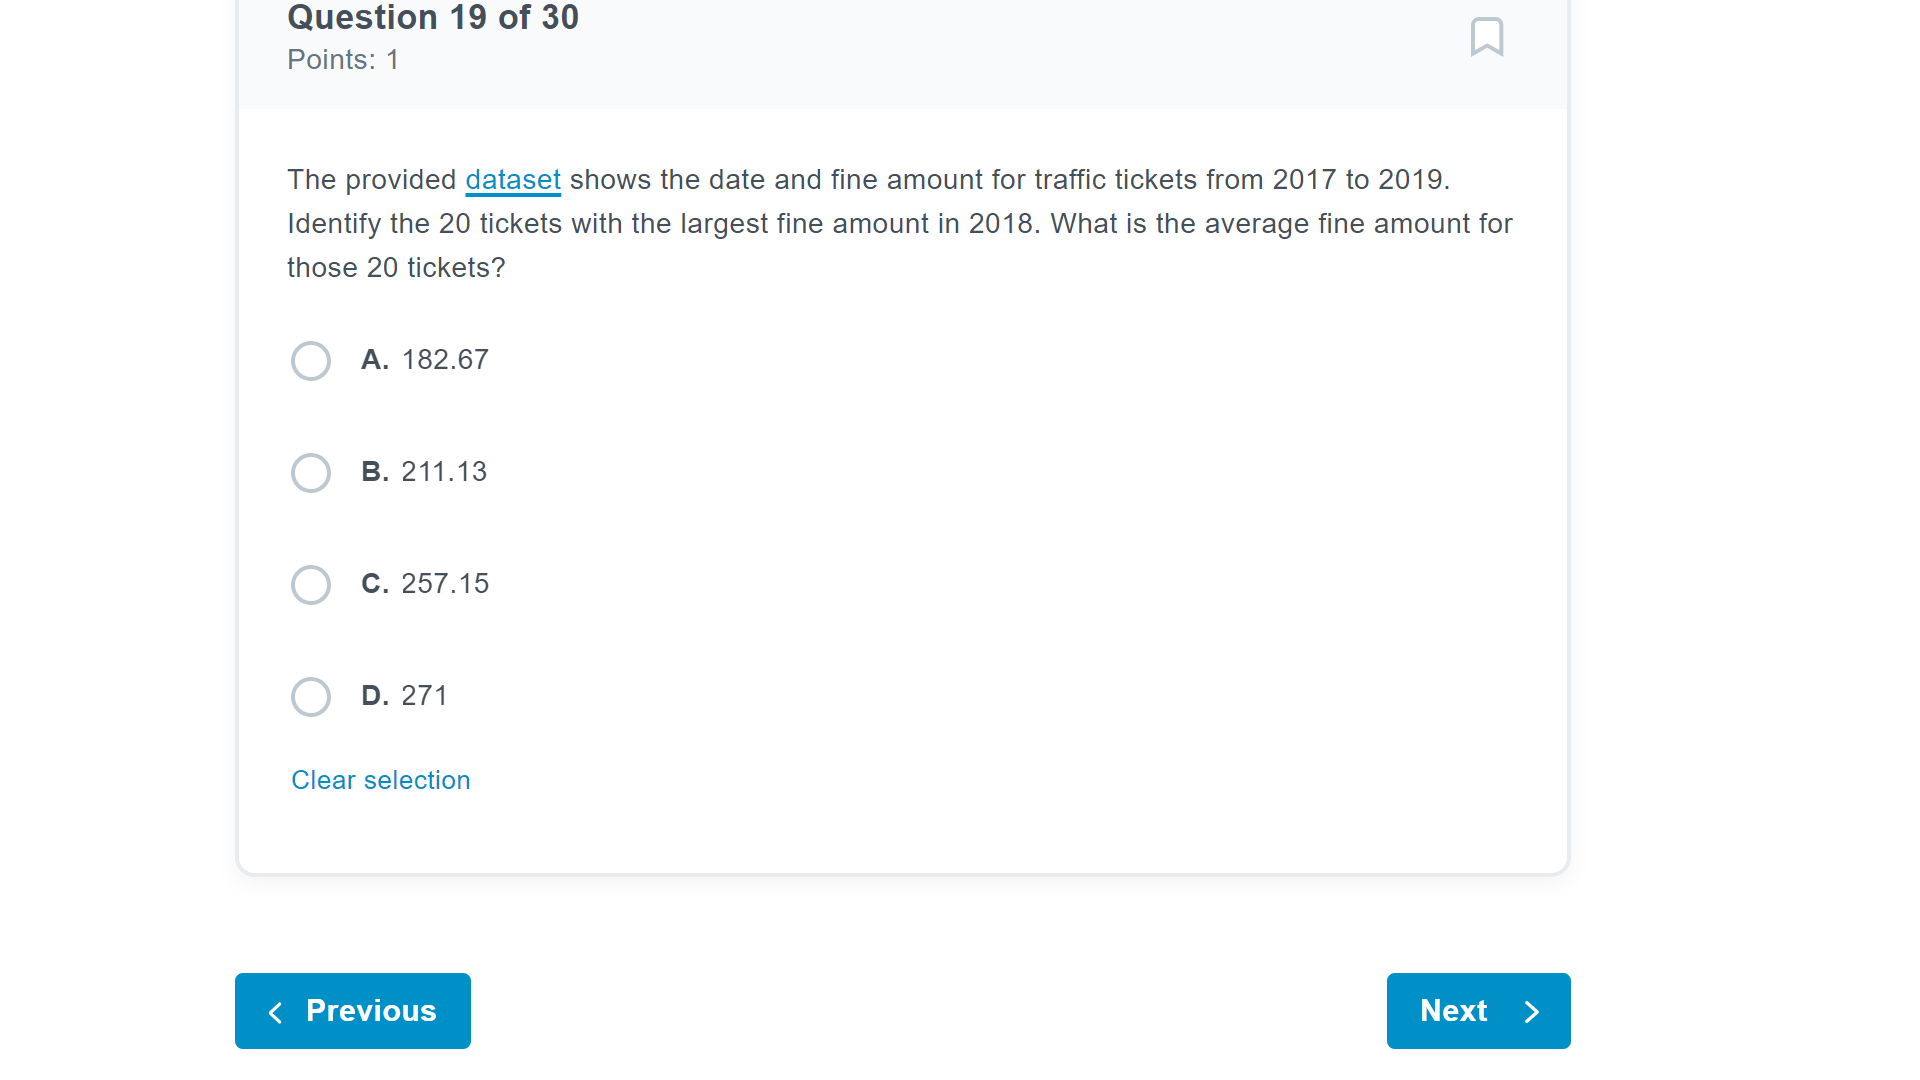 Question 19 of 30
Points: 1
The provided dataset shows the date and fine amount for traffic tickets from 2017 to 2019.
Identify the 20 tickets with the largest fine amount in 2018. What is the average fine amount for
those 20 tickets?
A. 182.67
B. 211.13
C. 257.15
D. 271
Clear selection
Previous
Next